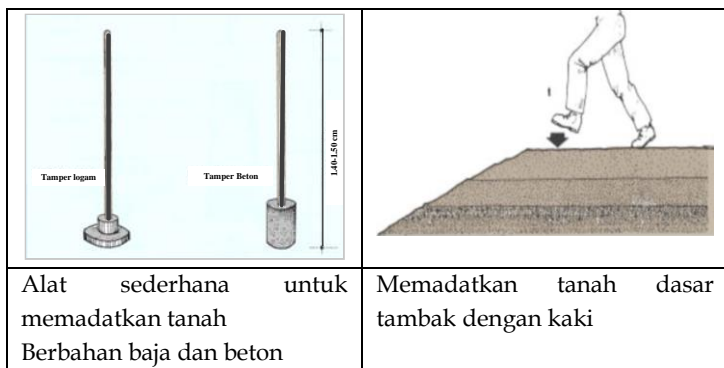 Tamper logam
Tamper Beton
1.40-1.50 cm
Alat sederhana untuk
memadatkan tanah
Berbahan baja dan beton
Memadatkan tanah dasar
tambak dengan kaki